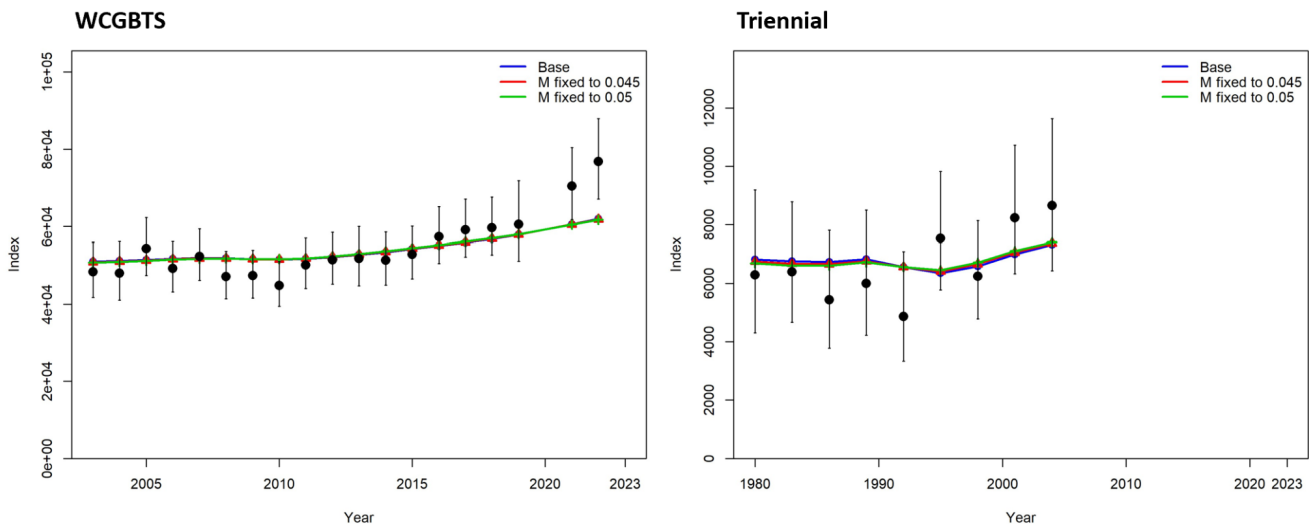 WCGBTS
Base
M fixed to 0.045
M fixed to 0.05
Index
0e+00
2e+04
4e+04
6e+04
8e+04
1e+05
2005
2010
2015
2020
2023
Year
Triennial
Base
M fixed to 0.045
M fixed to 0.05
Index
0
2000
4000
6000
8000
10000
12000
1980
1990
2000
2010
2020
2023
Year